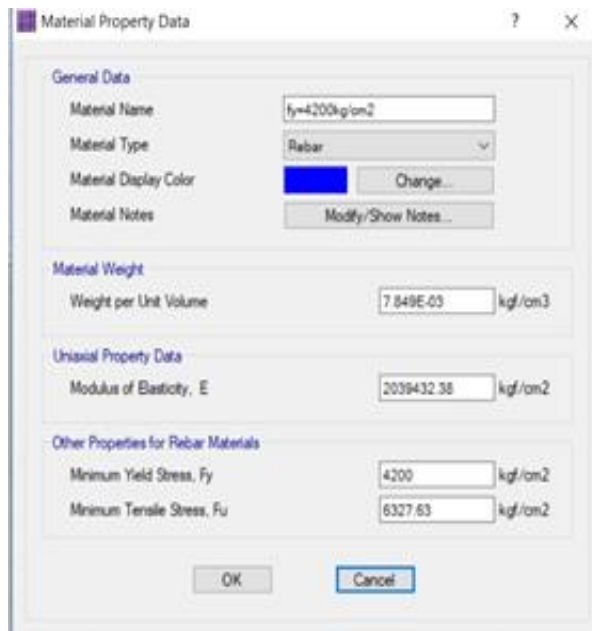 Material Property Data ? X
General Data
Material Name fy=4200kg/cm2
Material Type Rebar
Material Display Color Change...
Material Notes Modify/Show Notes...
Material Weight
Weight per Unit Volume 7.849E-03 kgf/cm3
Uniaxial Property Data
Modulus of Elasticity, E 2039432.38 kgf/cm2
Other Properties for Rebar Materials
Minimum Yield Stress, Fy 4200 kgf/cm2
Minimum Tensile Stress, Fu 6327.63 kgf/cm2
OK Cancel